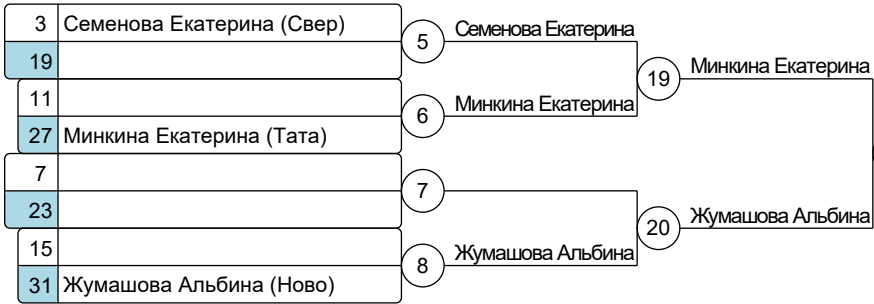 3 Семенова Екатерина (Свер)
19
11
27 Минкина Екатерина (Тата)
7
23
15
31 Жумашова Альбина (Ново)
5
6
7
8
Семенова Екатерина
Минкина Екатерина
Жумашова Альбина
19
20
Минкина Екатерина
Жумашова Альбина